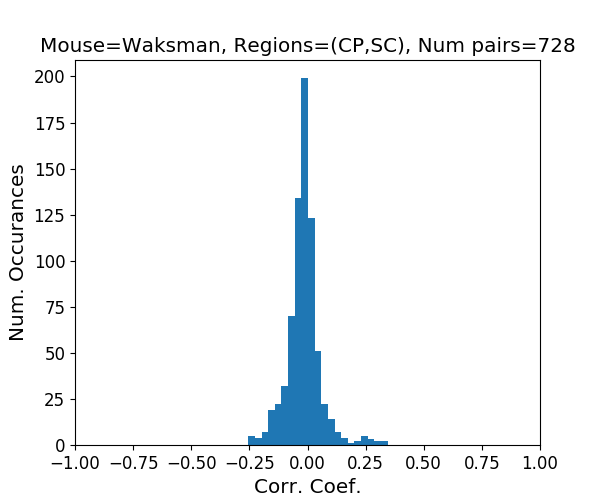 Mouse=Waksman, Regions=(CP,SC), Num pairs=728
Num. Occurances
200
175
150
125
100
75
50
25
0
−1.00 −0.75 −0.50 −0.25 0.00 0.25 0.50 0.75 1.00
Corr. Coef.